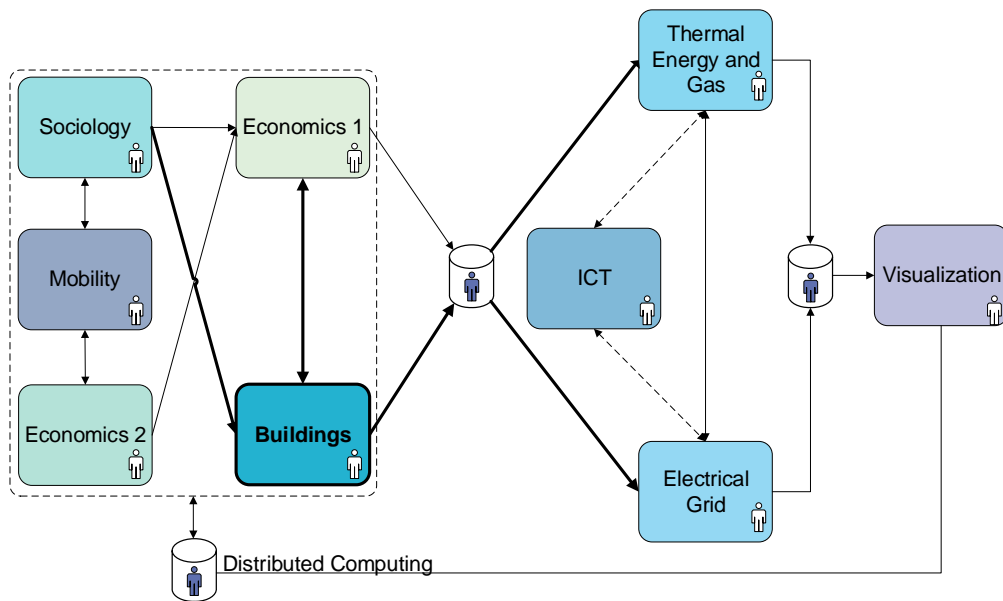 Thermal
Energy and
Gas
Sociology
Economics 1
Mobility
ICT
Visualization
Economics 2
Buildings
Electrical
Grid
Distributed Computing